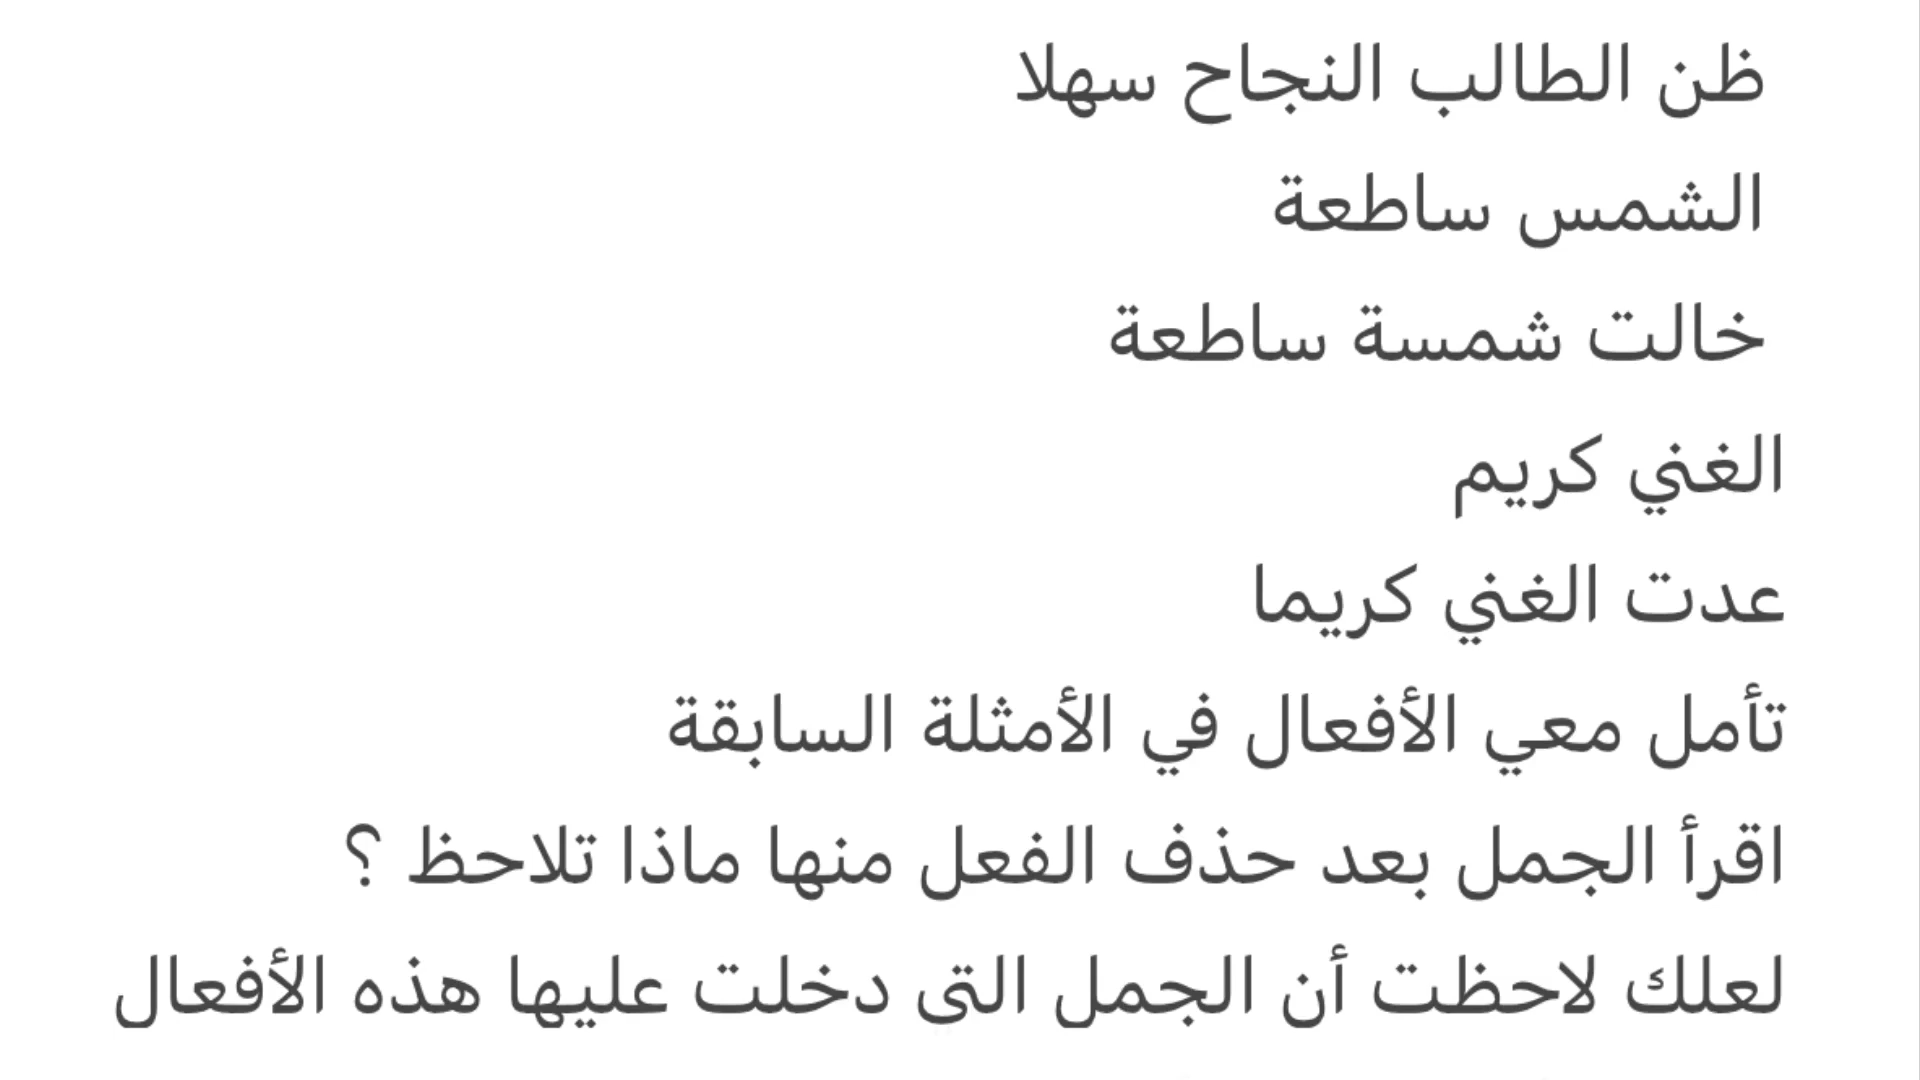 ظن الطالب النجاح سهلا
الشمس ساطعة
خالت شمسة ساطعة
الغني كريم
عدت الغني كريما
تأمل معي الأفعال في الأمثلة السابقة
اقرأ الجمل بعد حذف الفعل منها ماذا تلاحظ ؟
لعلك لاحظت أن الجمل التى دخلت عليها هذه الأفعال